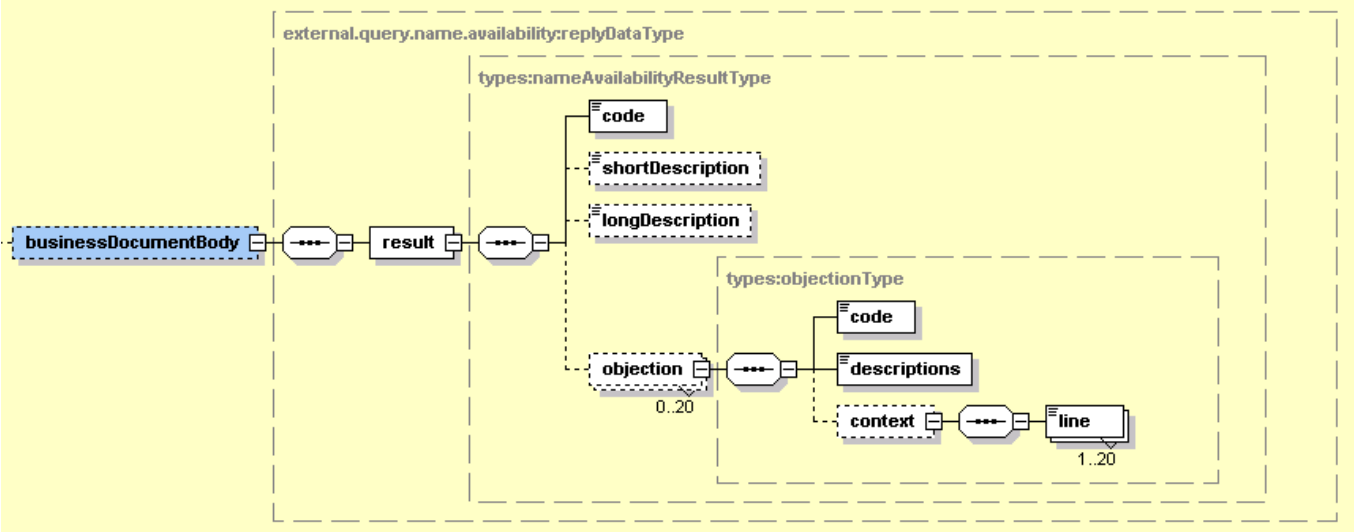 external.query.name.availability:replyDataType
types:nameAvailabilityResultType
code
shortDescription
longDescription
businessDocumentBody
result
types:objectionType
code
objection
descriptions
0..20
context
line
1..20